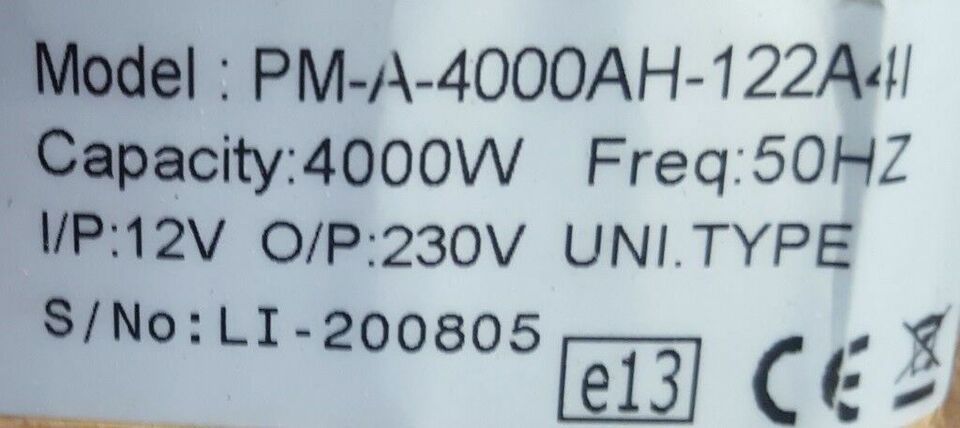 Model : PM-A-4000AH-122A4I
Capacity:4000W Freq:50HZ
I/P:12V O/P:230V UNI.TYPE
S/No:LI-200805
e13 CE